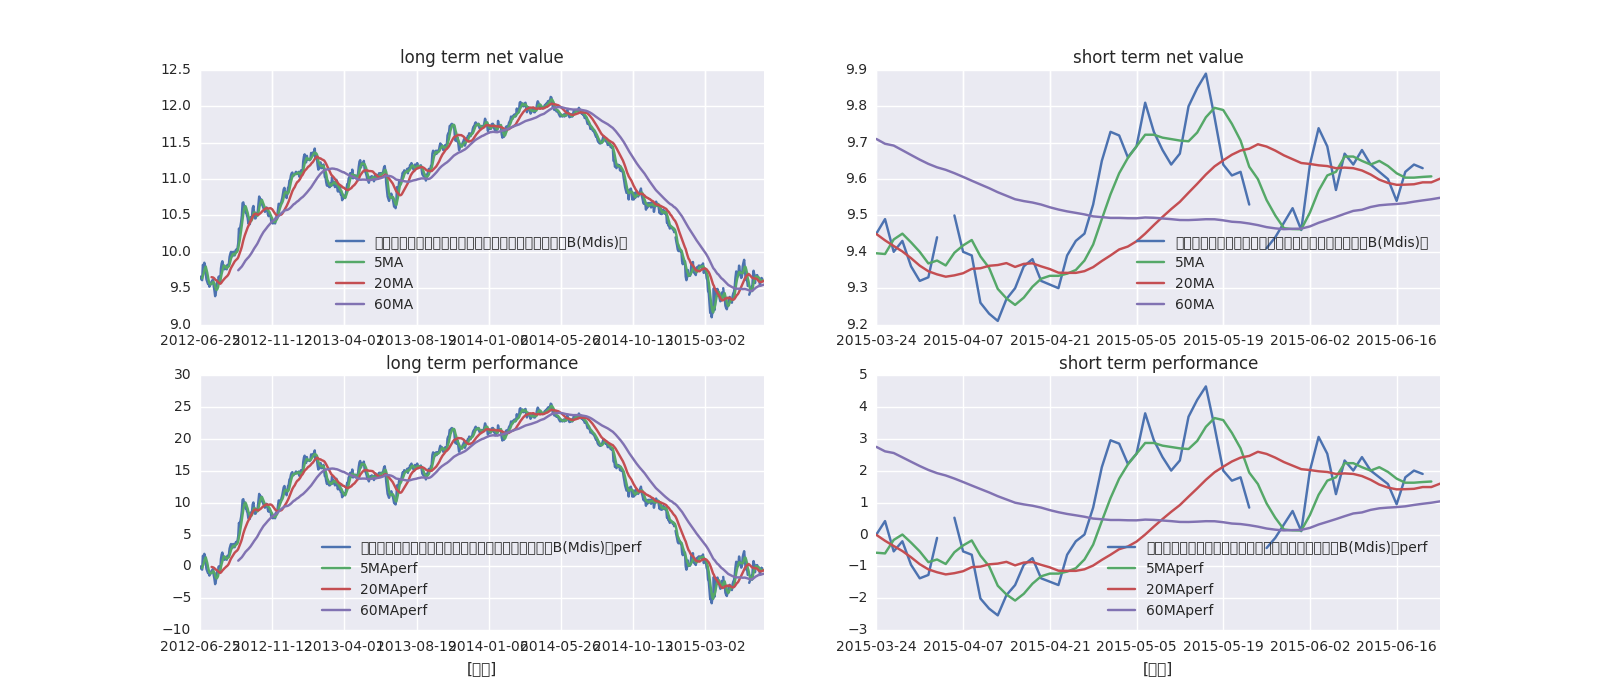 long term net value
12.5
12.0
11.5
11.0
10.5
10.0
9.5
9.0
B(Mdis)
5MA
20MA
60MA
2012-06-25 2012-11-12 2013-04-01 2013-08-19 2014-01-06 2014-05-26 2014-10-13 2015-03-02
short term net value
9.9
9.8
9.7
9.6
9.5
9.4
9.3
9.2
B(Mdis)
5MA
20MA
60MA
2015-03-24 2015-04-07 2015-04-21 2015-05-05 2015-05-19 2015-06-02 2015-06-16
long term performance
30
25
20
15
10
5
0
−5
−10
B(Mdis) perf
5MAperf
20MAperf
60MAperf
2012-06-25 2012-11-12 2013-04-01 2013-08-19 2014-01-06 2014-05-26 2014-10-13 2015-03-02
[ ]
short term performance
5
4
3
2
1
0
−1
−2
−3
B(Mdis) perf
5MAperf
20MAperf
60MAperf
2015-03-24 2015-04-07 2015-04-21 2015-05-05 2015-05-19 2015-06-02 2015-06-16
[ ]